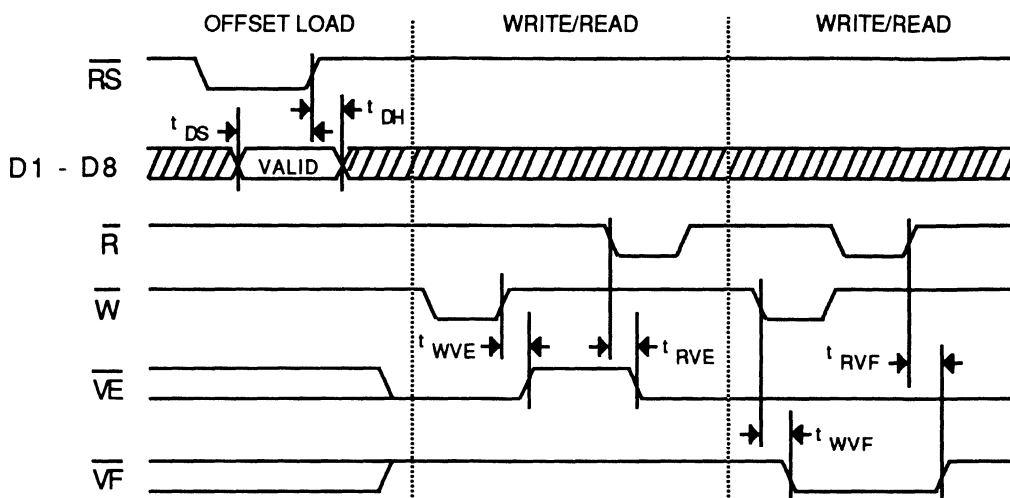 OFFSET LOAD WRITE/READ WRITE/READ
RS
t DS t DH
D1 - D8 VALID
R
W
t WVE t RVE t RVF
VE
t WVF
VF